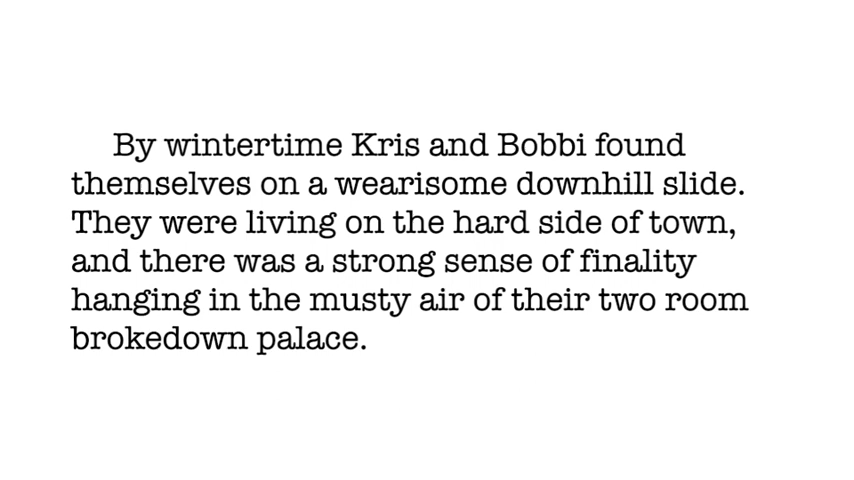 By wintertime Kris and Bobbi found
themselves on a wearisome downhill slide.
They were living on the hard side of town,
and there was a strong sense of finality
hanging in the musty air of their two room
brokedown palace.